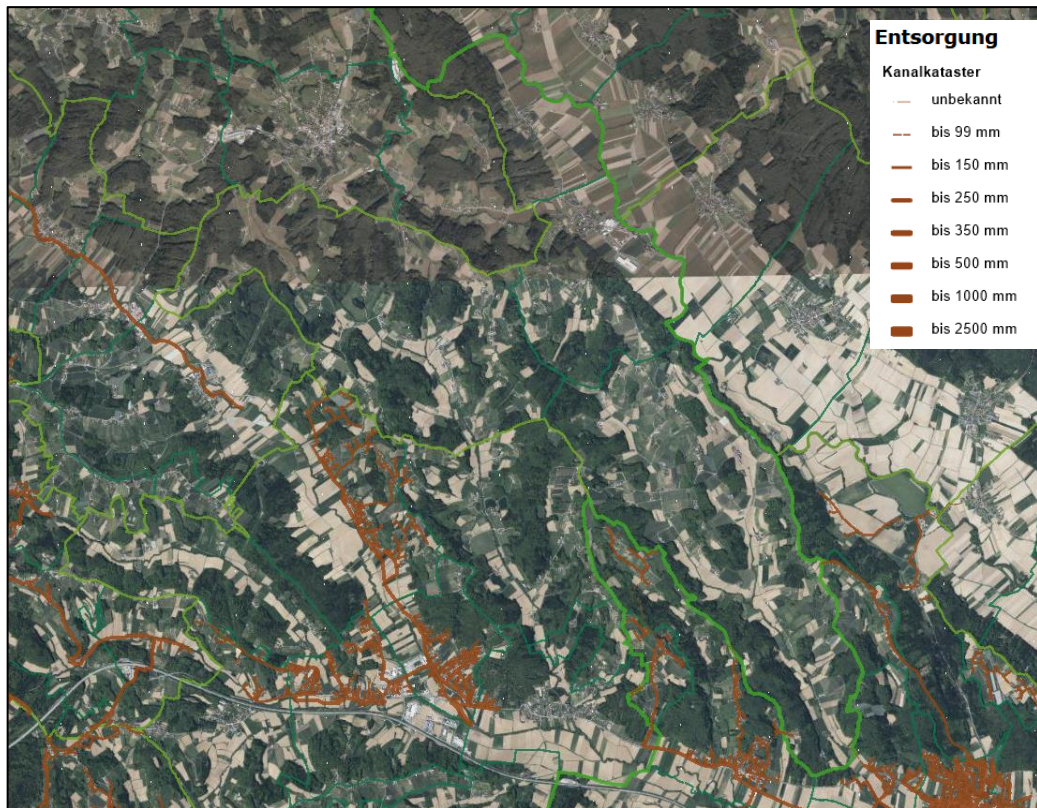 Entsorgung
Kanalkataster
unbekannt
bis 99 mm
bis 150 mm
bis 250 mm
bis 350 mm
bis 500 mm
bis 1000 mm
bis 2500 mm